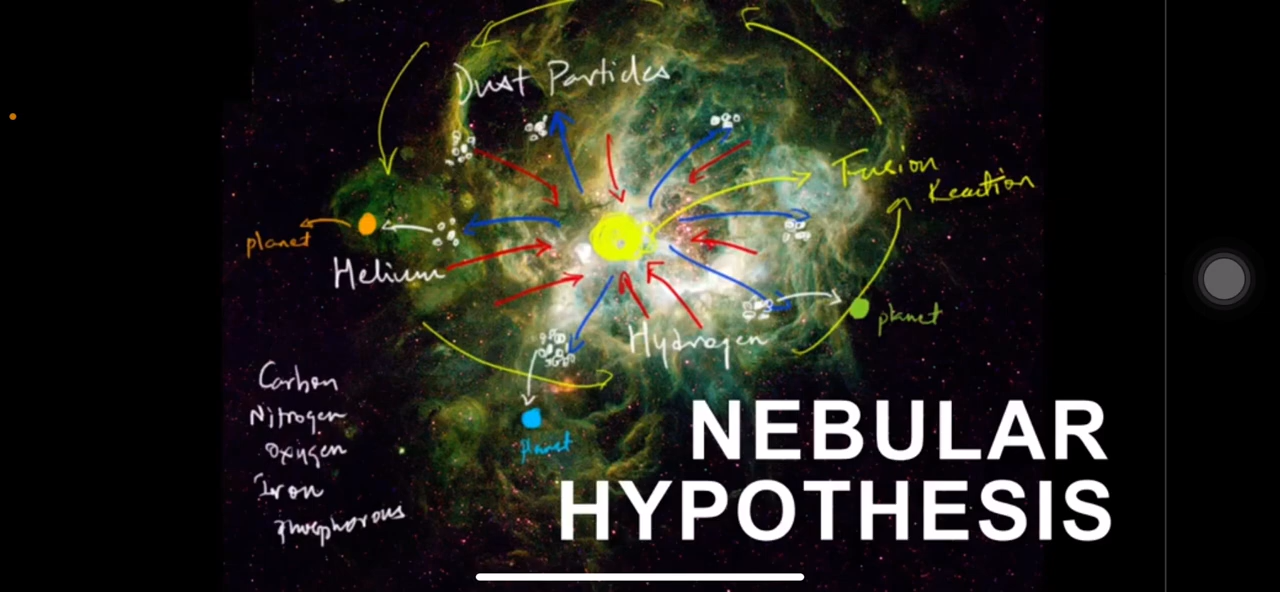 Dust Particles
Fusion
Reaction
planet
Helium
planet
Hydrogen
Carbon
Nitrogen
Oxygen
Iron
Phosphorous
planet
NEBULAR
HYPOTHESIS